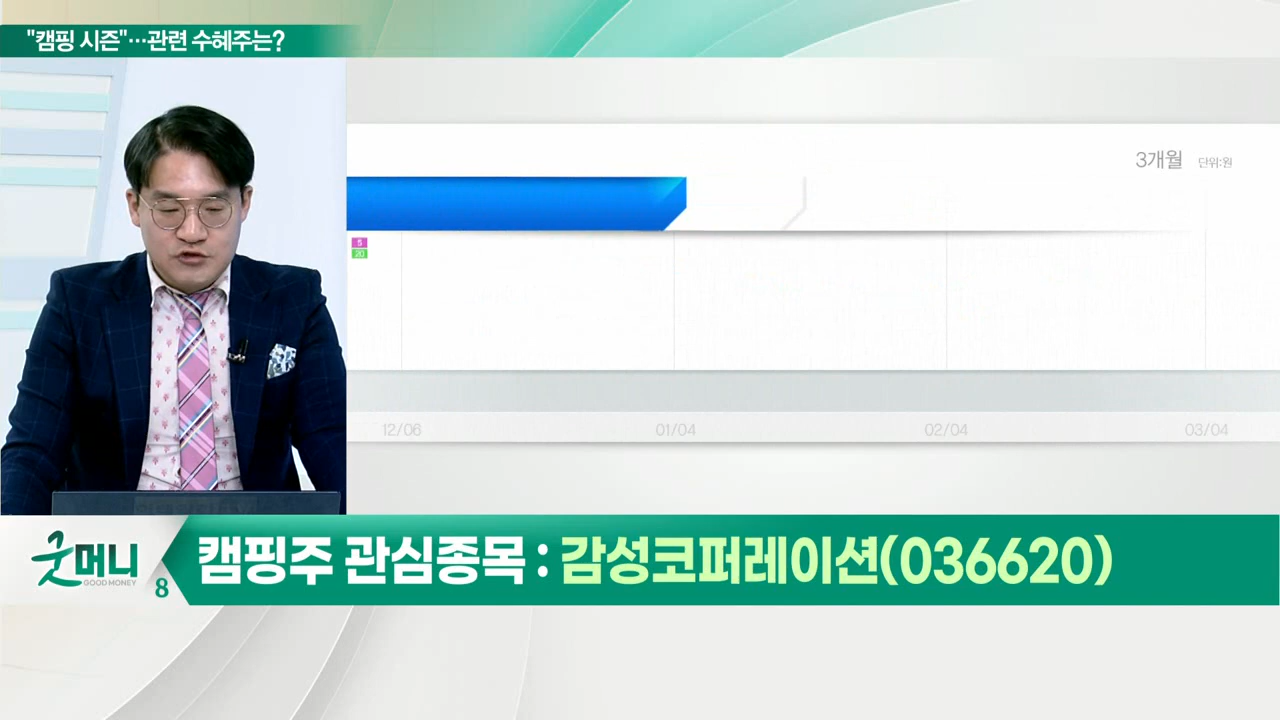 "캠핑 시즌"…관련 수혜주는?
3개월 단위:원
5
20
12/06 01/04 02/04 03/04
굿머니
GOOD MONEY
8
캠핑주 관심종목 : 감성코퍼레이션(036620)